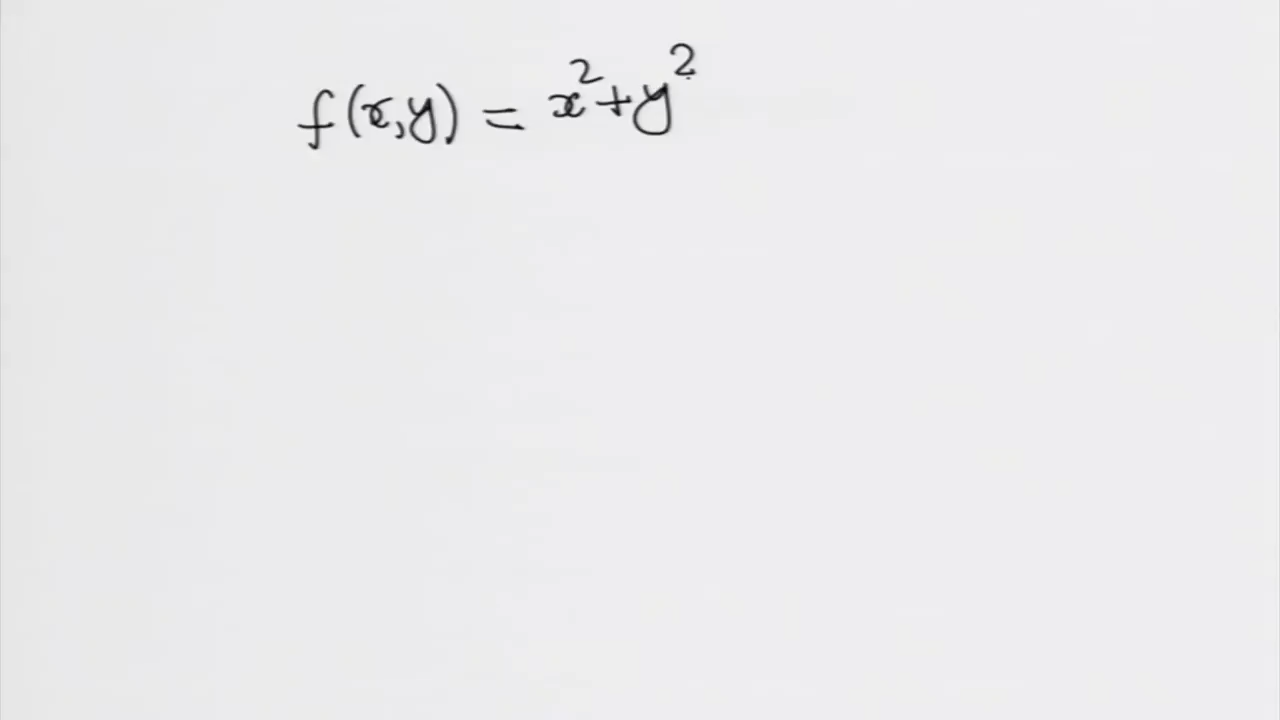 f(x,y) = x²+y²